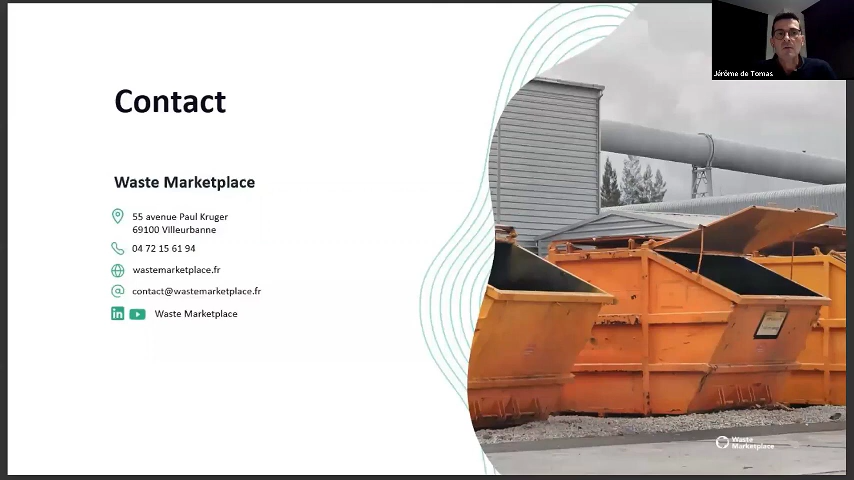 Contact
Waste Marketplace
55 avenue Paul Kruger
69100 Villeurbanne
04 72 15 61 94
wastemarketplace.fr
contact@wastemarketplace.fr
in
Waste Marketplace
Jérôme de Tomas
Waste
Marketplace